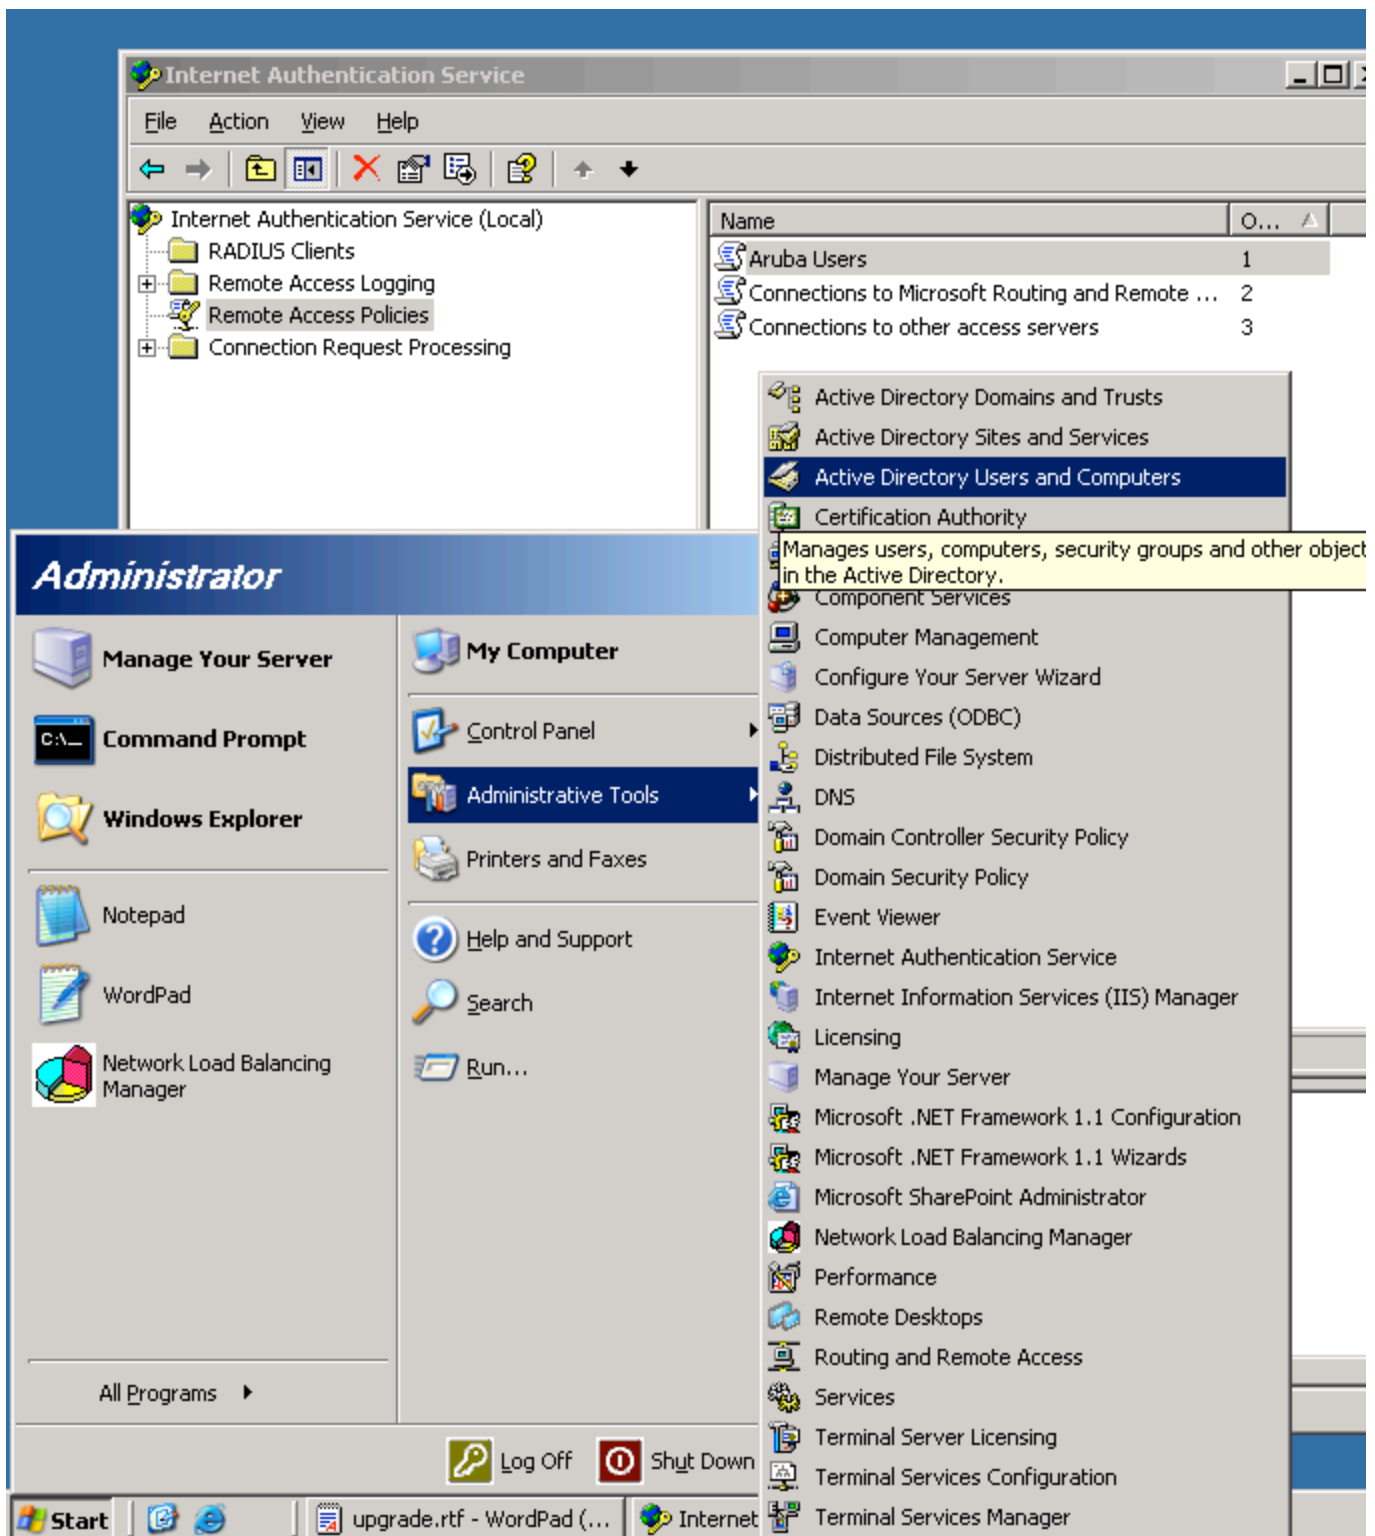 Internet Authentication Service
File Action View Help
Internet Authentication Service (Local)
RADIUS Clients
Remote Access Logging
Remote Access Policies
Connection Request Processing
Name O...
Aruba Users 1
Connections to Microsoft Routing and Remote ... 2
Connections to other access servers 3
Active Directory Domains and Trusts
Active Directory Sites and Services
Active Directory Users and Computers
Certification Authority
Manages users, computers, security groups and other object
in the Active Directory.
Component Services
Computer Management
Configure Your Server Wizard
Data Sources (ODBC)
Distributed File System
DNS
Domain Controller Security Policy
Domain Security Policy
Event Viewer
Internet Authentication Service
Internet Information Services (IIS) Manager
Licensing
Manage Your Server
Microsoft .NET Framework 1.1 Configuration
Microsoft .NET Framework 1.1 Wizards
Microsoft SharePoint Administrator
Network Load Balancing Manager
Performance
Remote Desktops
Routing and Remote Access
Services
Terminal Server Licensing
Terminal Services Configuration
Terminal Services Manager
Administrator
Manage Your Server
C:\_
Command Prompt
Windows Explorer
Notepad
WordPad
Network Load Balancing
Manager
All Programs
My Computer
Control Panel
Administrative Tools
Printers and Faxes
Help and Support
Search
Run...
Log Off Shut Down
Start upgrade.rtf - WordPad (... Internet